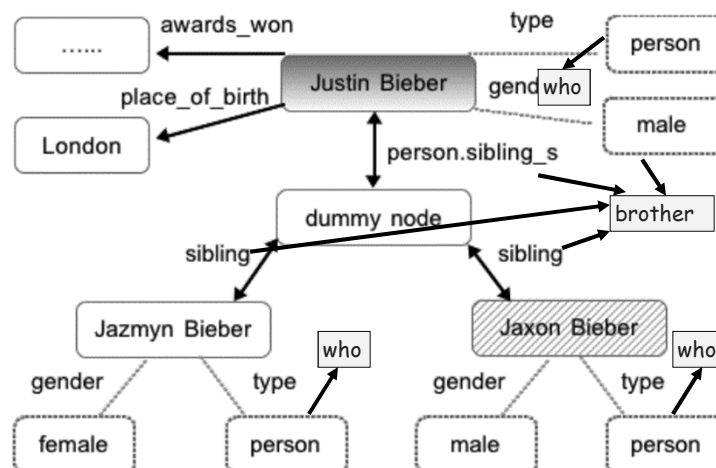 awards_won
type
......
person
Justin Bieber
gend
who
place_of_birth
male
London
person.sibling_s
dummy node
brother
sibling
sibling
Jazmyn Bieber
Jaxon Bieber
who
who
gender
type
gender
type
female
person
male
person